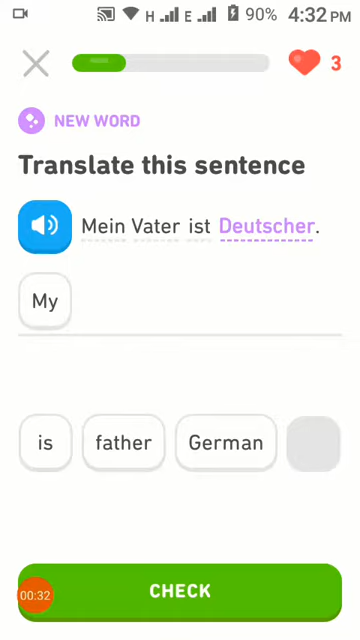 H E 90% 4:32 PM
3
NEW WORD
Translate this sentence
Mein Vater ist Deutscher.
My
is father German
CHECK
00:32